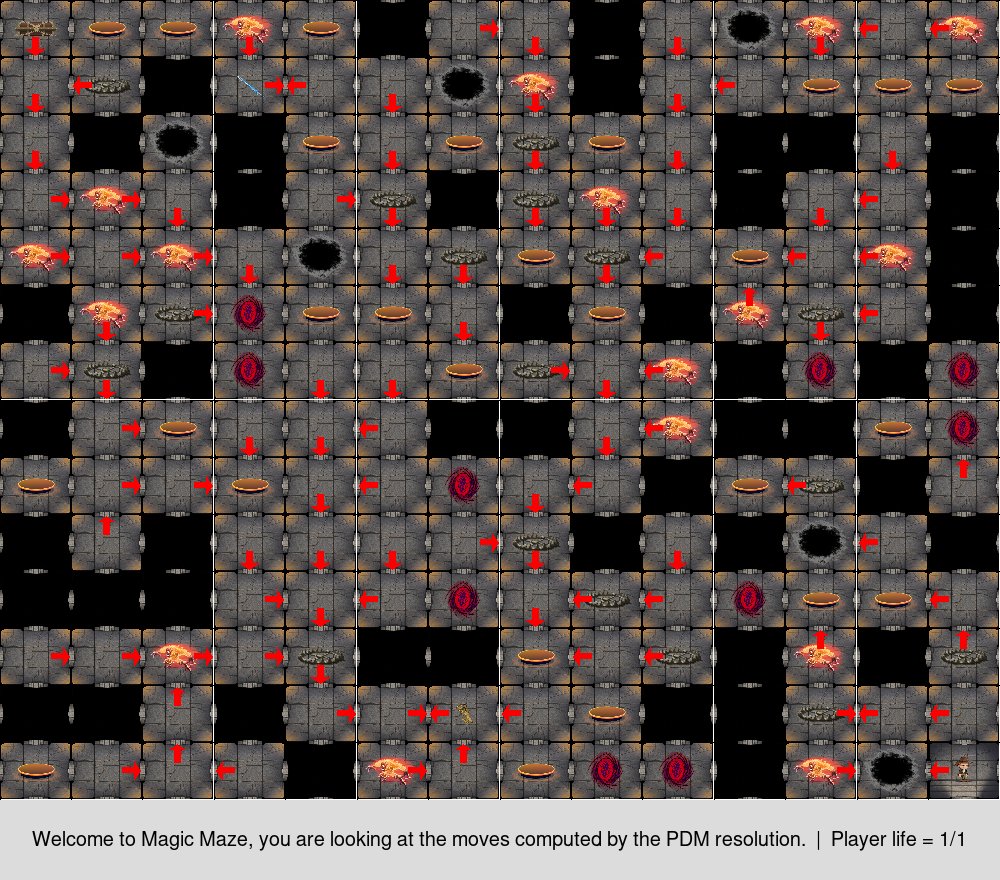 Welcome to Magic Maze, you are looking at the moves computed by the PDM resolution.  |  Player life = 1/1